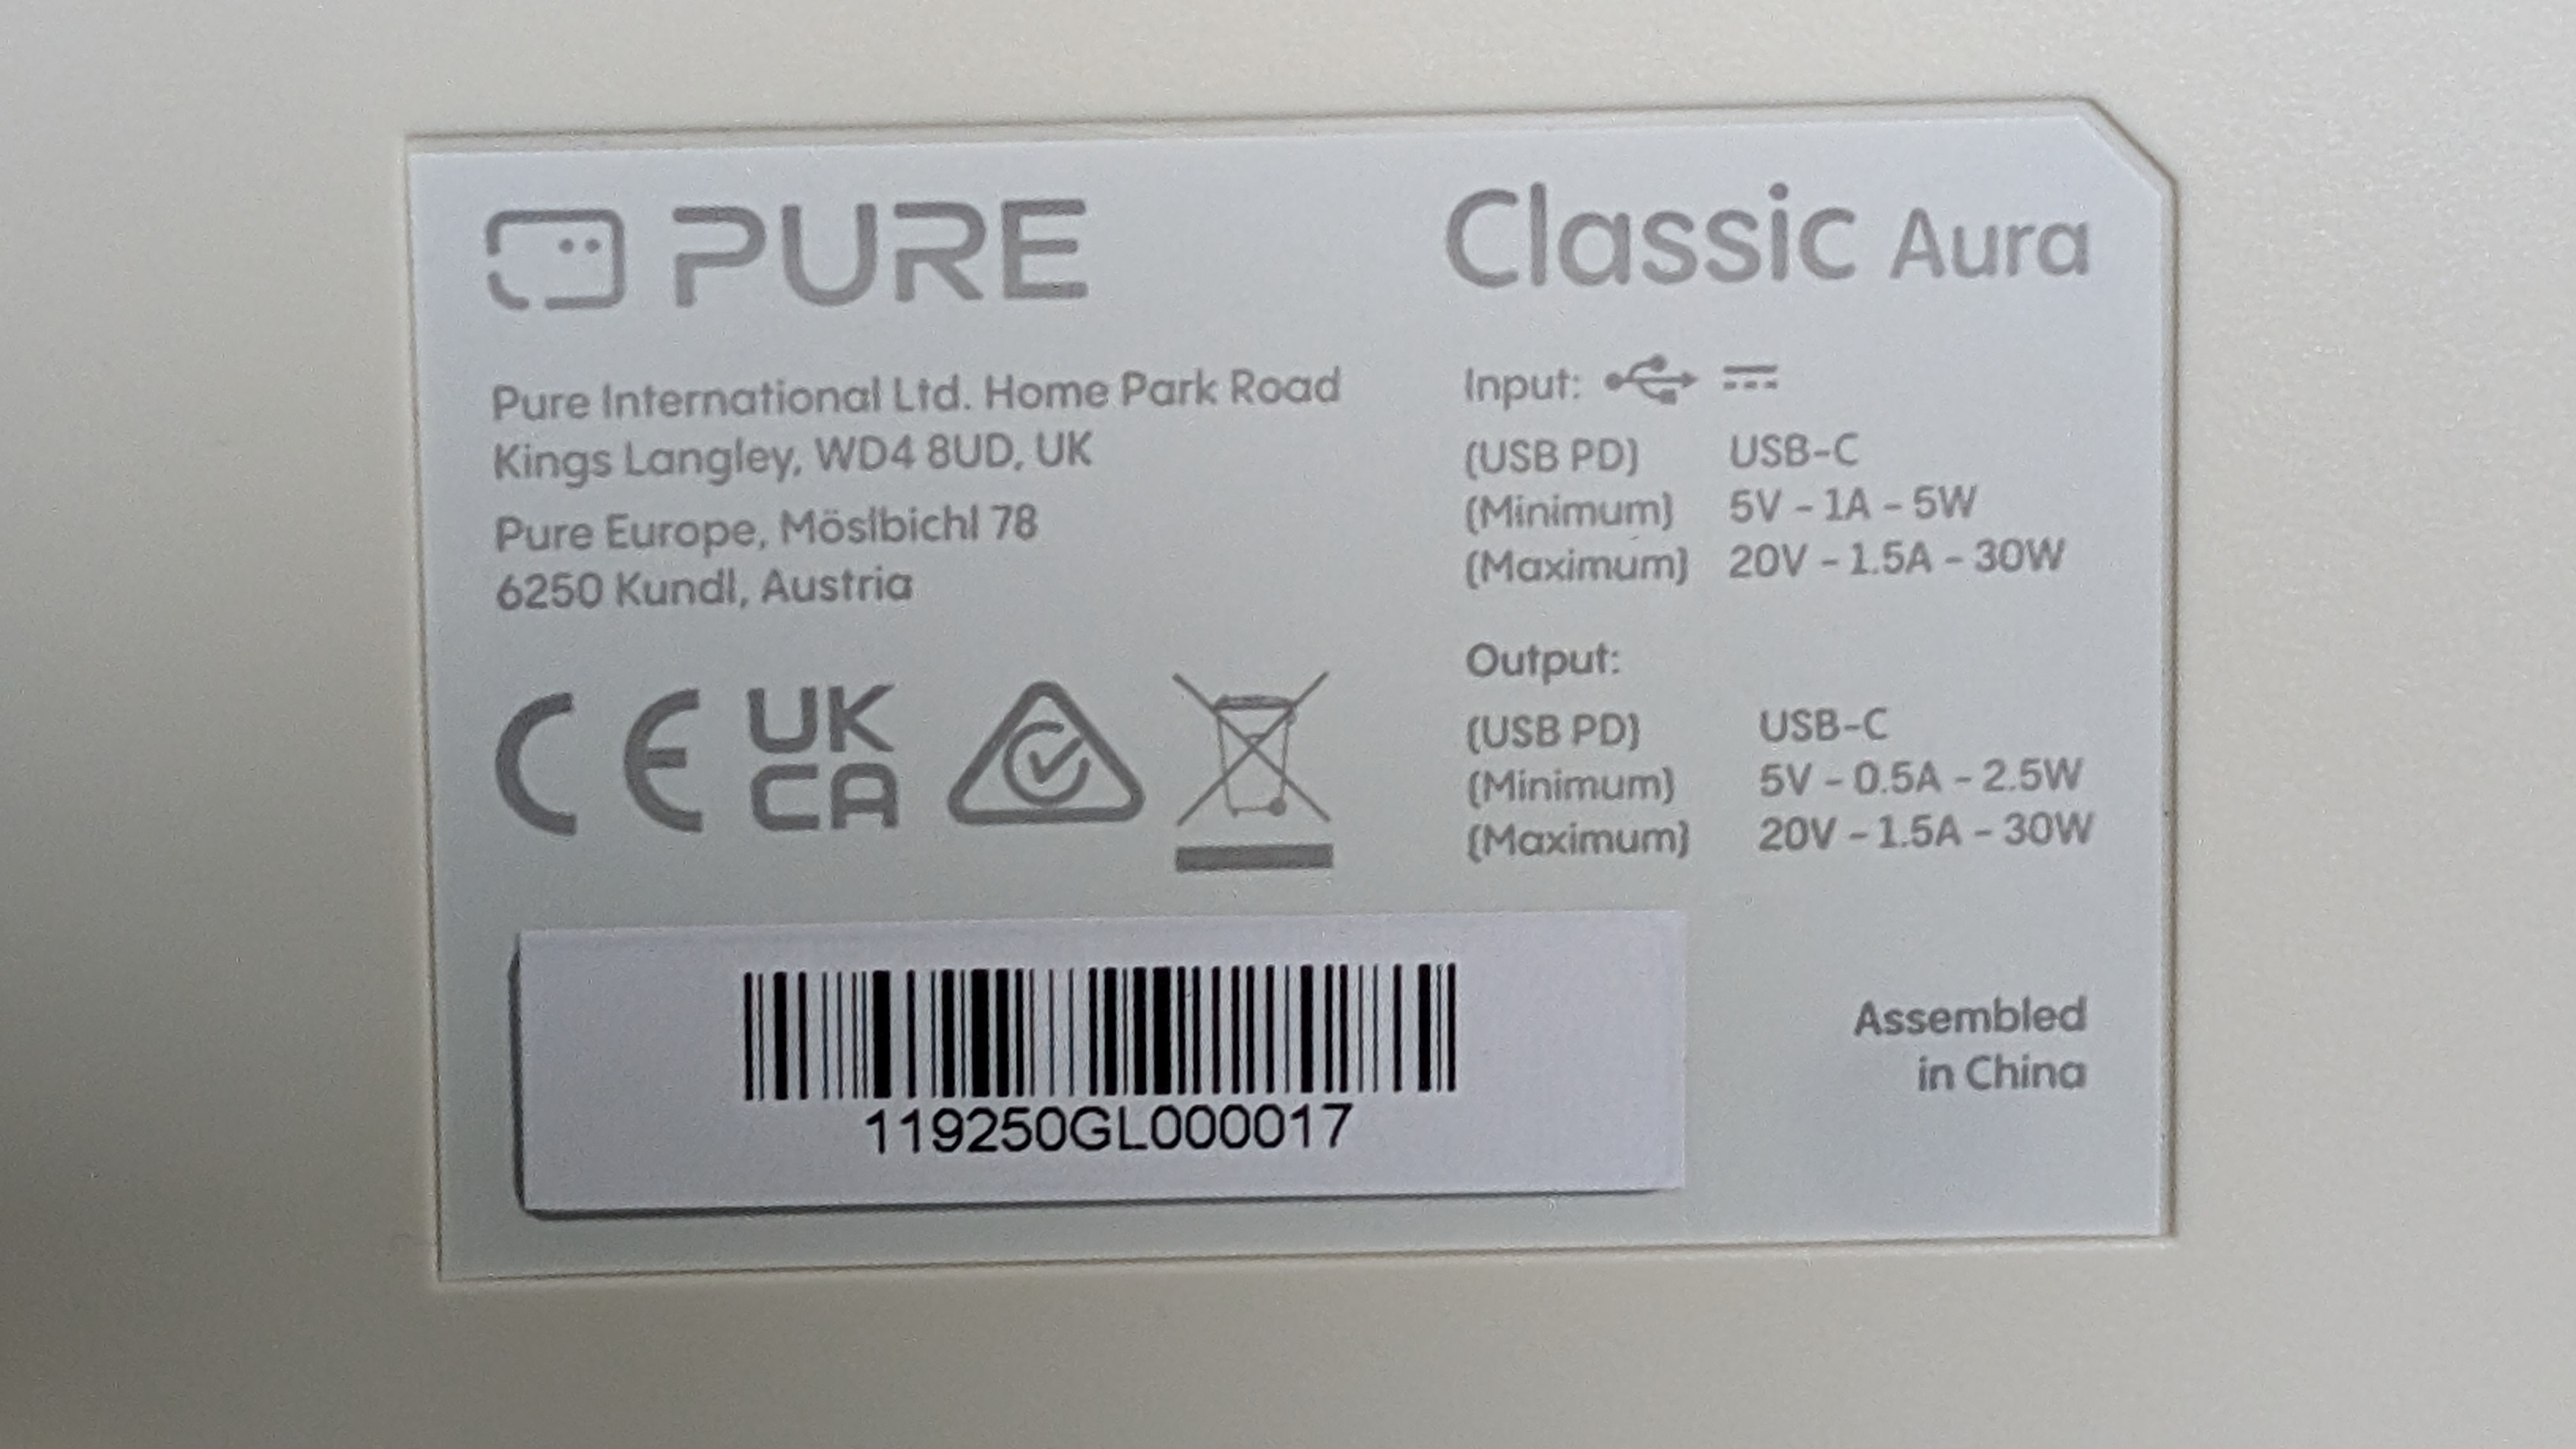 PURE
Classic Aura
Pure International Ltd. Home Park Road
Kings Langley, WD4 8UD, UK
Pure Europe, Möslbichl 78
6250 Kundl, Austria
CE UK
CA
Input:
(USB PD) USB-C
(Minimum) 5V - 1A - 5W
(Maximum) 20V - 1.5A - 30W
Output:
(USB PD) USB-C
(Minimum) 5V - 0.5A - 2.5W
(Maximum) 20V - 1.5A - 30W
119250GL000017
Assembled
in China